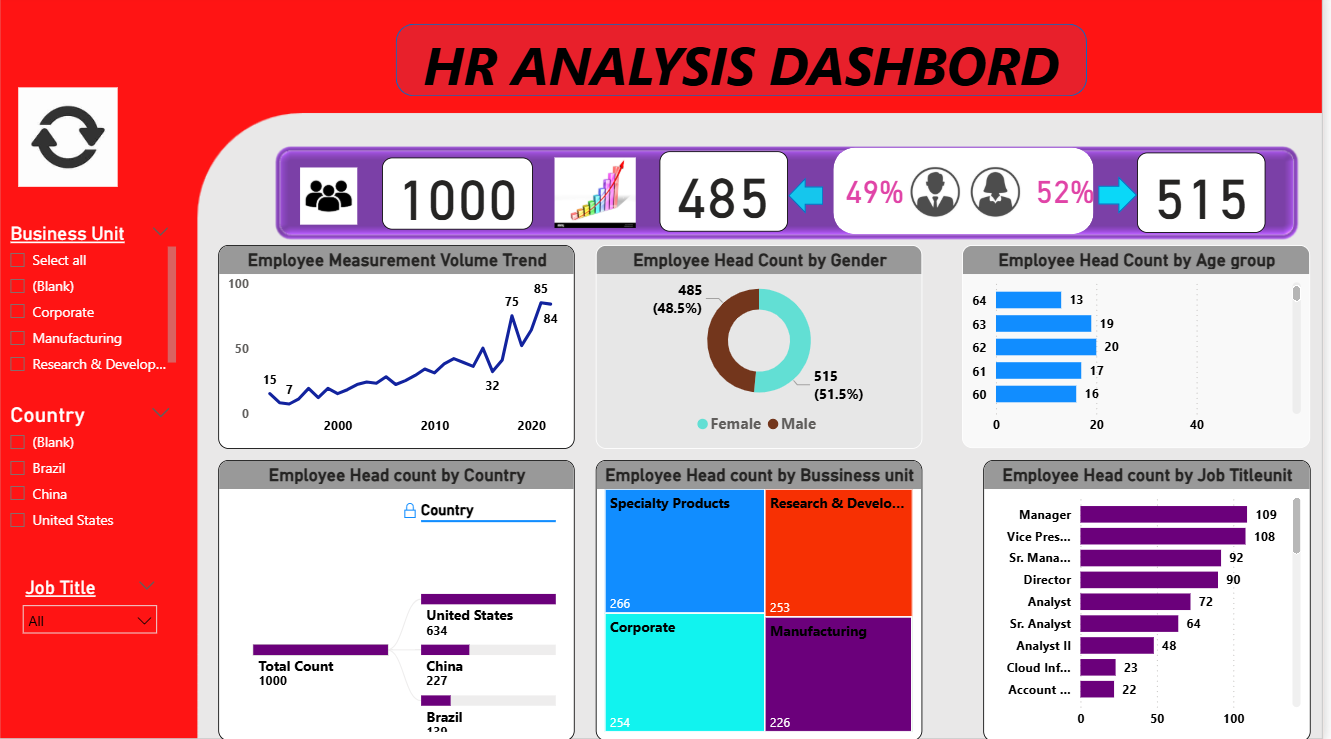 HR ANALYSIS DASHBORD
1000
485
49%
52%
515
Business Unit
Select all
(Blank)
Corporate
Manufacturing
Research & Develop...
Country
(Blank)
Brazil
China
United States
Job Title
All
Employee Measurement Volume Trend
100
50
0
15
7
32
75
85
84
2000
2010
2020
Employee Head Count by Gender
485
(48.5%)
515
(51.5%)
Female
Male
Employee Head Count by Age group
64 13
63 19
62 20
61 17
60 16
0 20 40
Employee Head count by Country
Country
Total Count
1000
United States
634
China
227
Brazil
139
Employee Head count by Bussiness unit
Specialty Products
266
Research & Develo...
253
Corporate
254
Manufacturing
226
Employee Head count by Job Titleunit
Manager 109
Vice Pres... 108
Sr. Mana... 92
Director 90
Analyst 72
Sr. Analyst 64
Analyst II 48
Cloud Inf... 23
Account ... 22
0 50 100